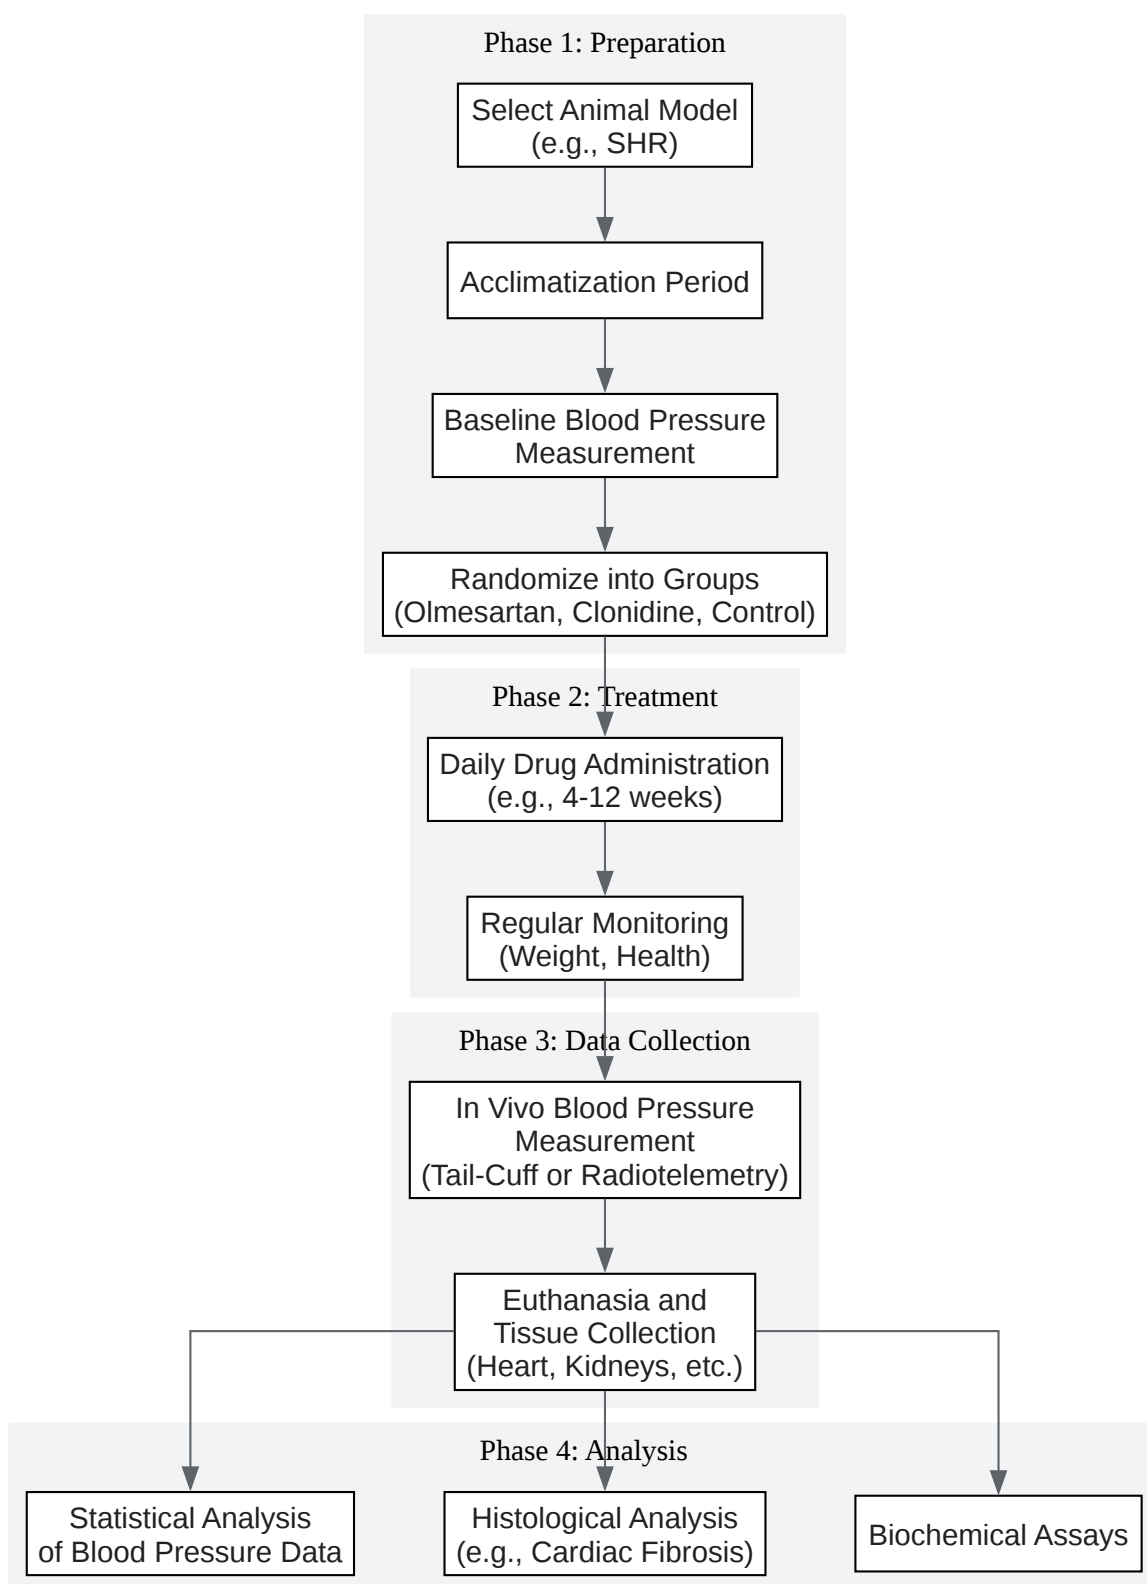 Phase 1: Preparation
Select Animal Model
(e.g., SHR)
Acclimatization Period
Baseline Blood Pressure
Measurement
Randomize into Groups
(Olmesartan, Clonidine, Control)
Phase 2: Treatment
Daily Drug Administration
(e.g., 4-12 weeks)
Regular Monitoring
(Weight, Health)
Phase 3: Data Collection
In Vivo Blood Pressure
Measurement
(Tail-Cuff or Radiotelemetry)
Euthanasia and
Tissue Collection
(Heart, Kidneys, etc.)
Phase 4: Analysis
Statistical Analysis
of Blood Pressure Data
Histological Analysis
(e.g., Cardiac Fibrosis)
Biochemical Assays